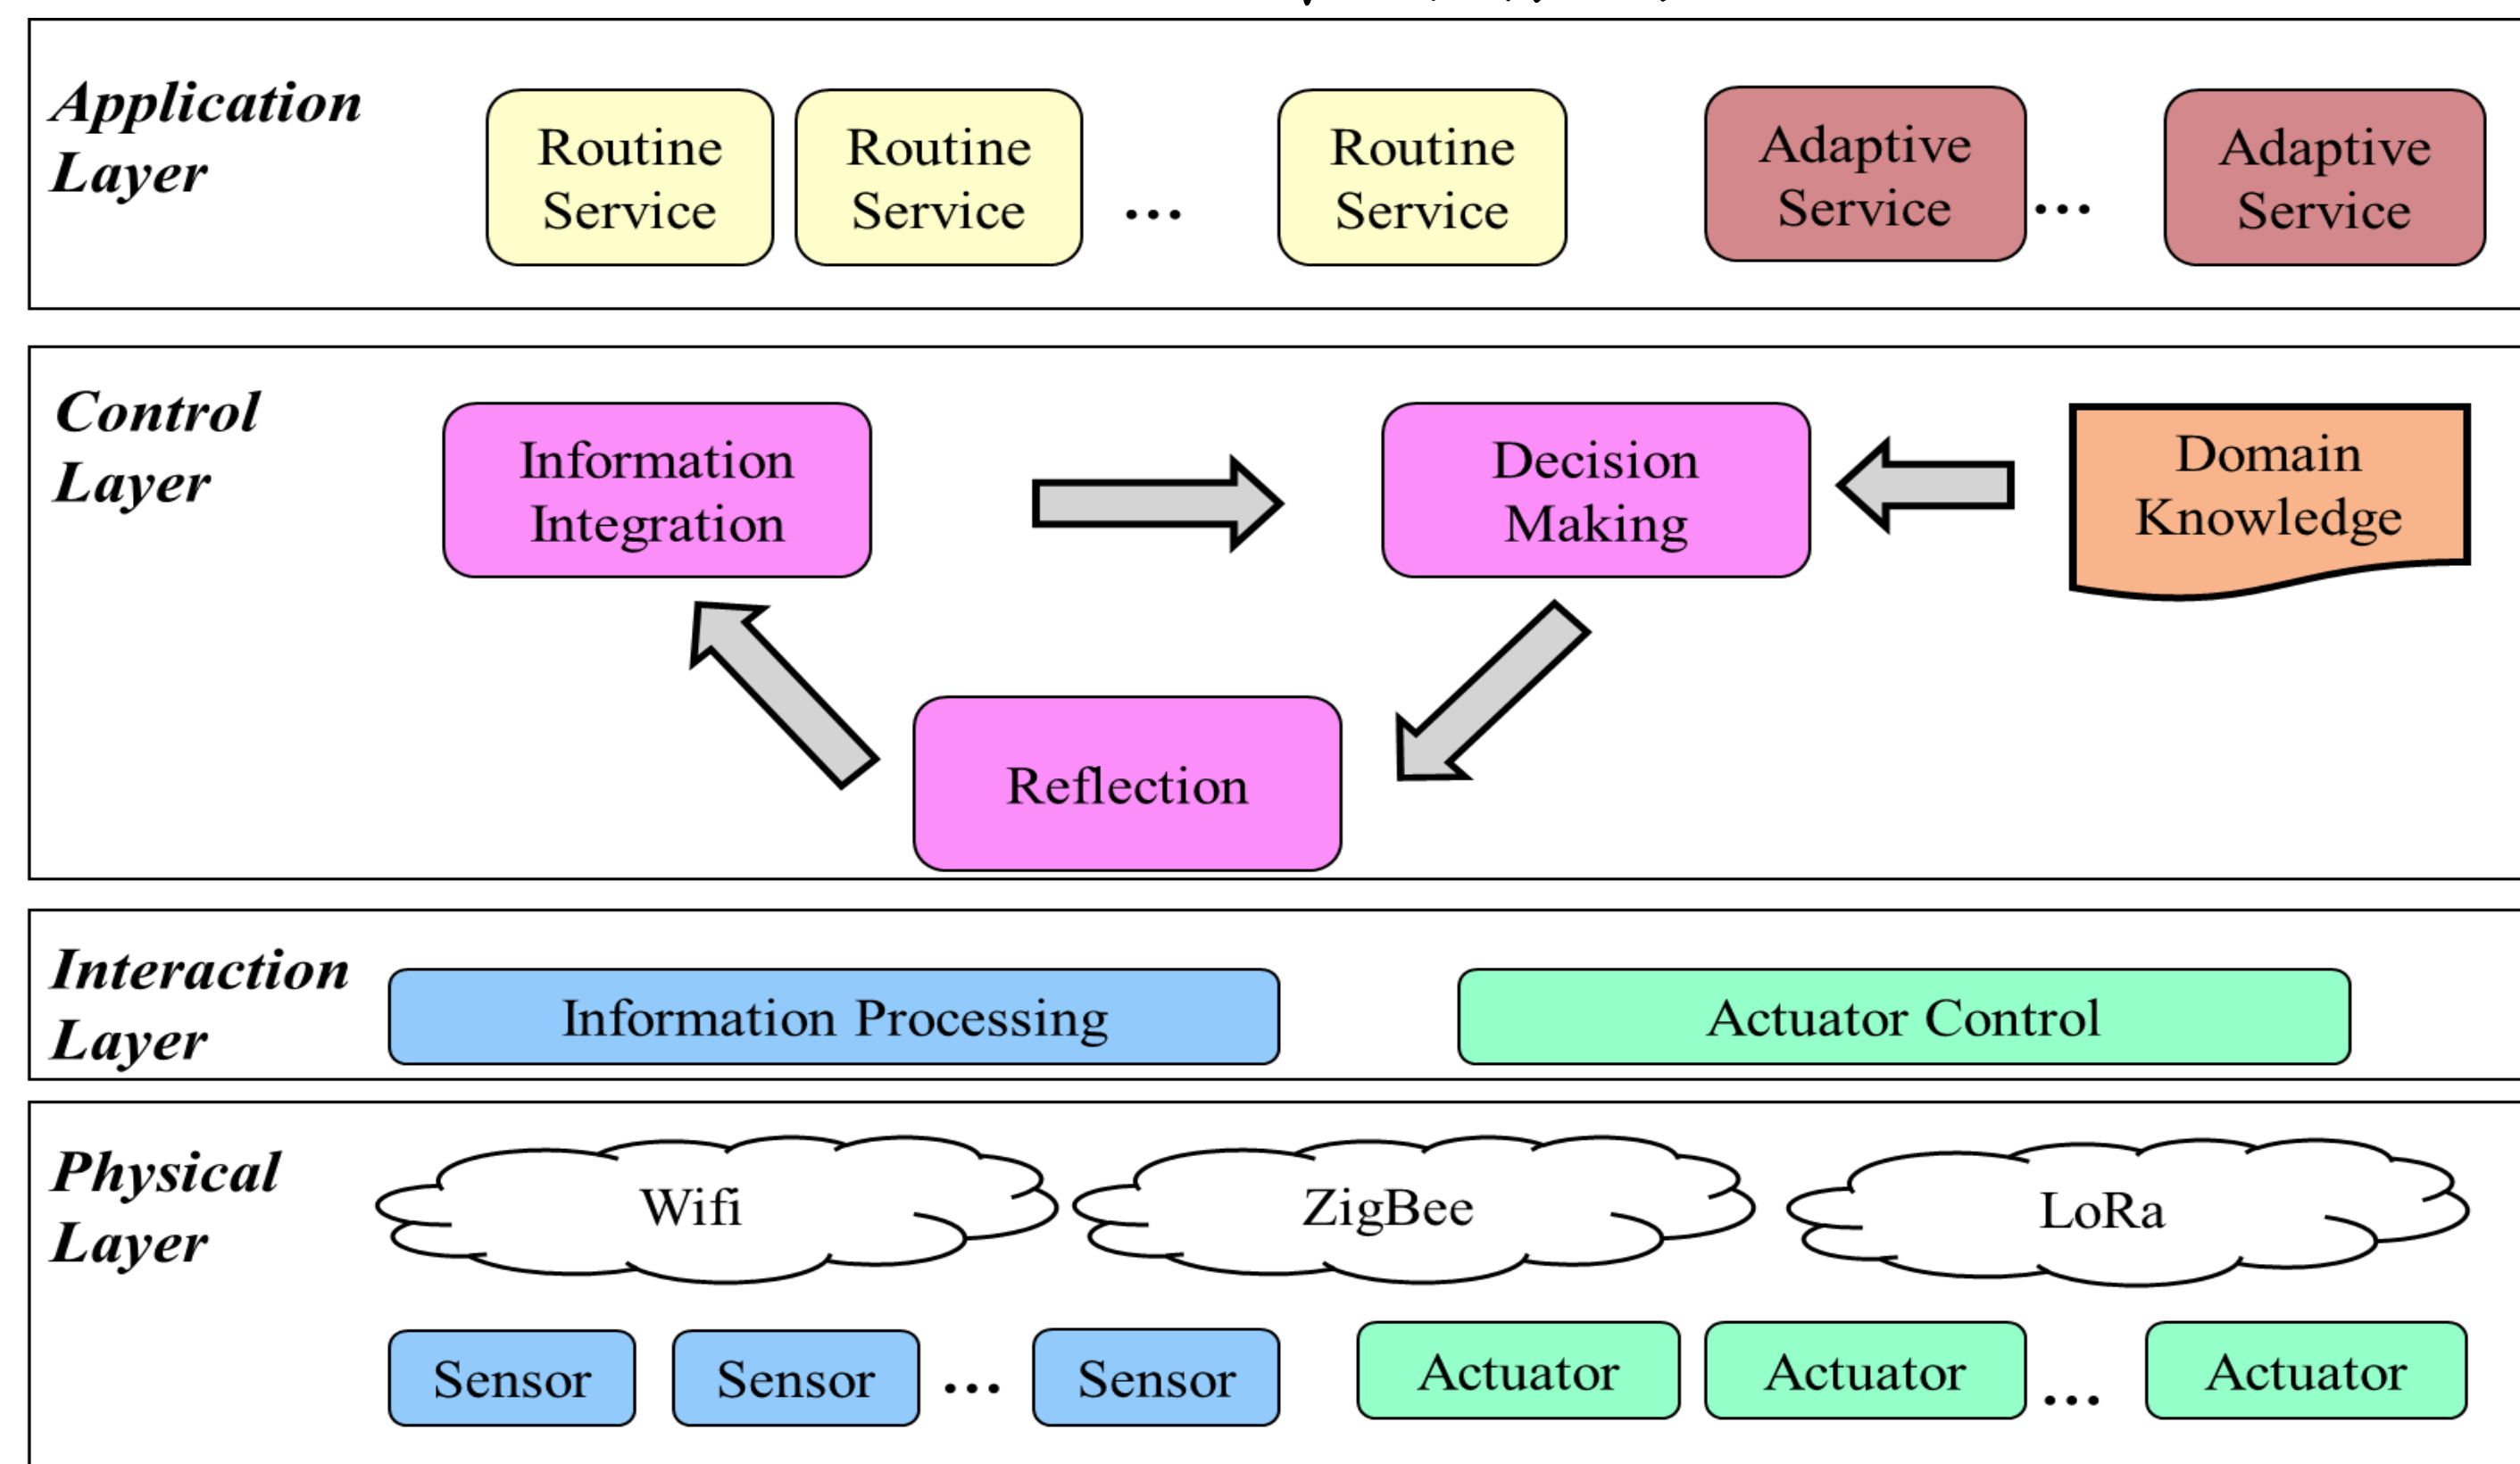 Application
Layer
Routine
Service
Routine
Service
...
Routine
Service
Adaptive
Service
...
Adaptive
Service
Control
Layer
Information
Integration
Decision
Making
Domain
Knowledge
Reflection
Interaction
Layer
Information Processing
Actuator Control
Physical
Layer
Wifi
ZigBee
LoRa
Sensor
Sensor
...
Sensor
Actuator
Actuator
...
Actuator